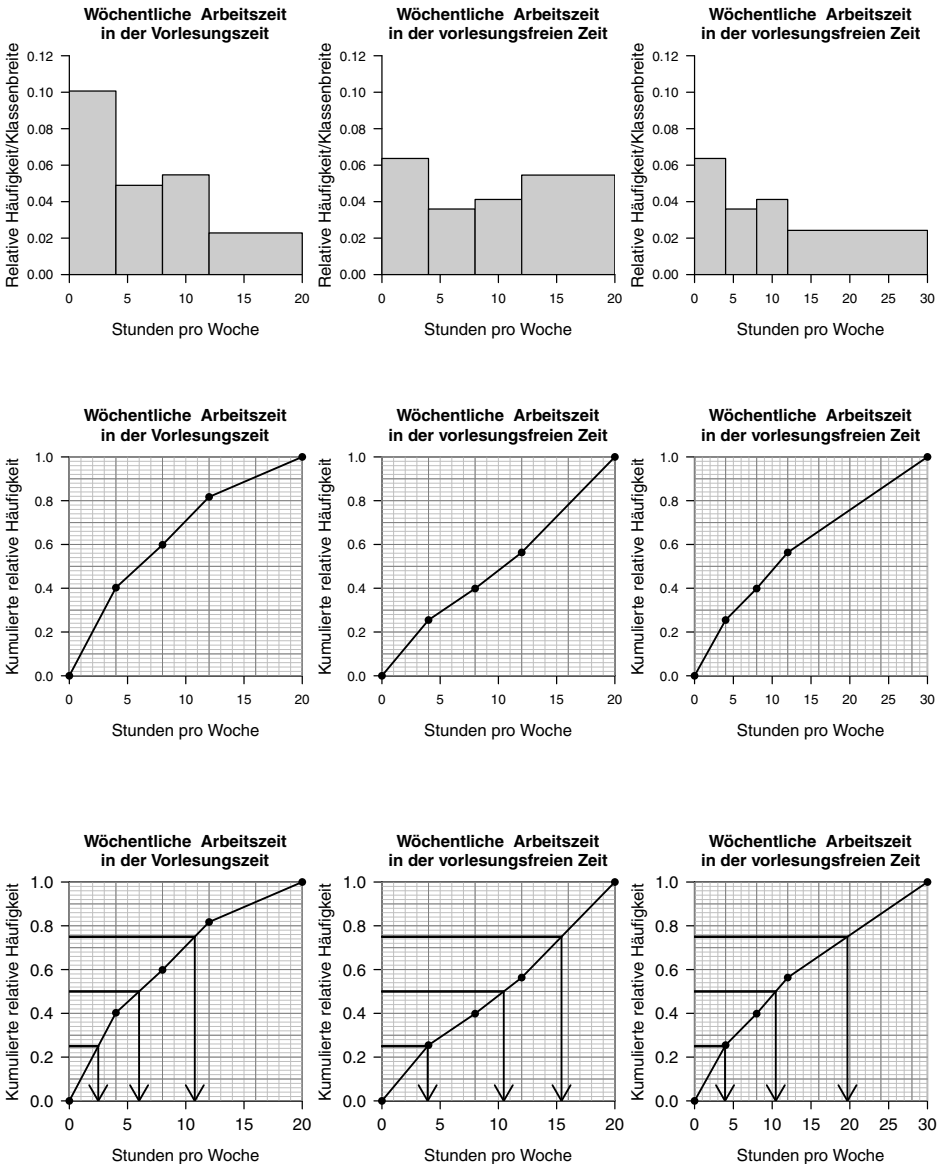 Wöchentliche Arbeitszeit
in der Vorlesungszeit
Relative Häufigkeit/Klassenbreite
0.12
0.10
0.08
0.06
0.04
0.02
0.00
0 5 10 15 20
Stunden pro Woche
Wöchentliche Arbeitszeit
in der vorlesungsfreien Zeit
Relative Häufigkeit/Klassenbreite
0.12
0.10
0.08
0.06
0.04
0.02
0.00
0 5 10 15 20
Stunden pro Woche
Wöchentliche Arbeitszeit
in der vorlesungsfreien Zeit
Relative Häufigkeit/Klassenbreite
0.12
0.10
0.08
0.06
0.04
0.02
0.00
0 5 10 15 20 25 30
Stunden pro Woche
Wöchentliche Arbeitszeit
in der Vorlesungszeit
Kumulierte relative Häufigkeit
1.0
0.8
0.6
0.4
0.2
0.0
0 5 10 15 20
Stunden pro Woche
Wöchentliche Arbeitszeit
in der vorlesungsfreien Zeit
Kumulierte relative Häufigkeit
1.0
0.8
0.6
0.4
0.2
0.0
0 5 10 15 20
Stunden pro Woche
Wöchentliche Arbeitszeit
in der vorlesungsfreien Zeit
Kumulierte relative Häufigkeit
1.0
0.8
0.6
0.4
0.2
0.0
0 5 10 15 20 25 30
Stunden pro Woche
Wöchentliche Arbeitszeit
in der Vorlesungszeit
Kumulierte relative Häufigkeit
1.0
0.8
0.6
0.4
0.2
0.0
0 5 10 15 20
Stunden pro Woche
Wöchentliche Arbeitszeit
in der vorlesungsfreien Zeit
Kumulierte relative Häufigkeit
1.0
0.8
0.6
0.4
0.2
0.0
0 5 10 15 20
Stunden pro Woche
Wöchentliche Arbeitszeit
in der vorlesungsfreien Zeit
Kumulierte relative Häufigkeit
1.0
0.8
0.6
0.4
0.2
0.0
0 5 10 15 20 25 30
Stunden pro Woche